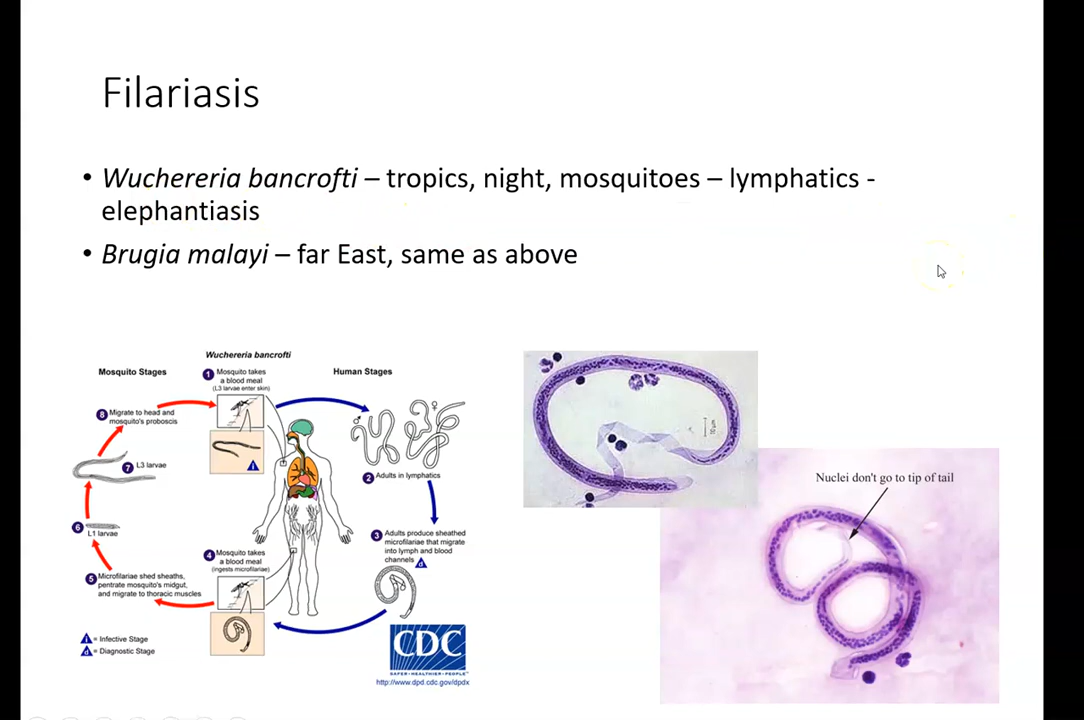 Filariasis
• Wuchereria bancrofti – tropics, night, mosquitoes – lymphatics -
elephantiasis
• Brugia malayi – far East, same as above
Wuchereria bancrofti
Mosquito Stages
Human Stages
1 Mosquito takes
a blood meal
(L3 larvae enter skin)
i
2 Adults in lymphatics
3 Adults produce sheathed
microfilariae that migrate
into lymph and blood
channels d
4 Mosquito takes
a blood meal
(ingests microfilariae)
5 Microfilariae shed sheaths,
pentrate mosquito's midgut,
and migrate to thoracic muscles
6
L1 larvae
7 L3 larvae
8 Migrate to head and
mosquito's proboscis
i = Infective Stage
d = Diagnostic Stage
CDC
SAFER • HEALTHIER • PEOPLE™
http://www.dpd.cdc.gov/dpdx
10 µm
Nuclei don't go to tip of tail